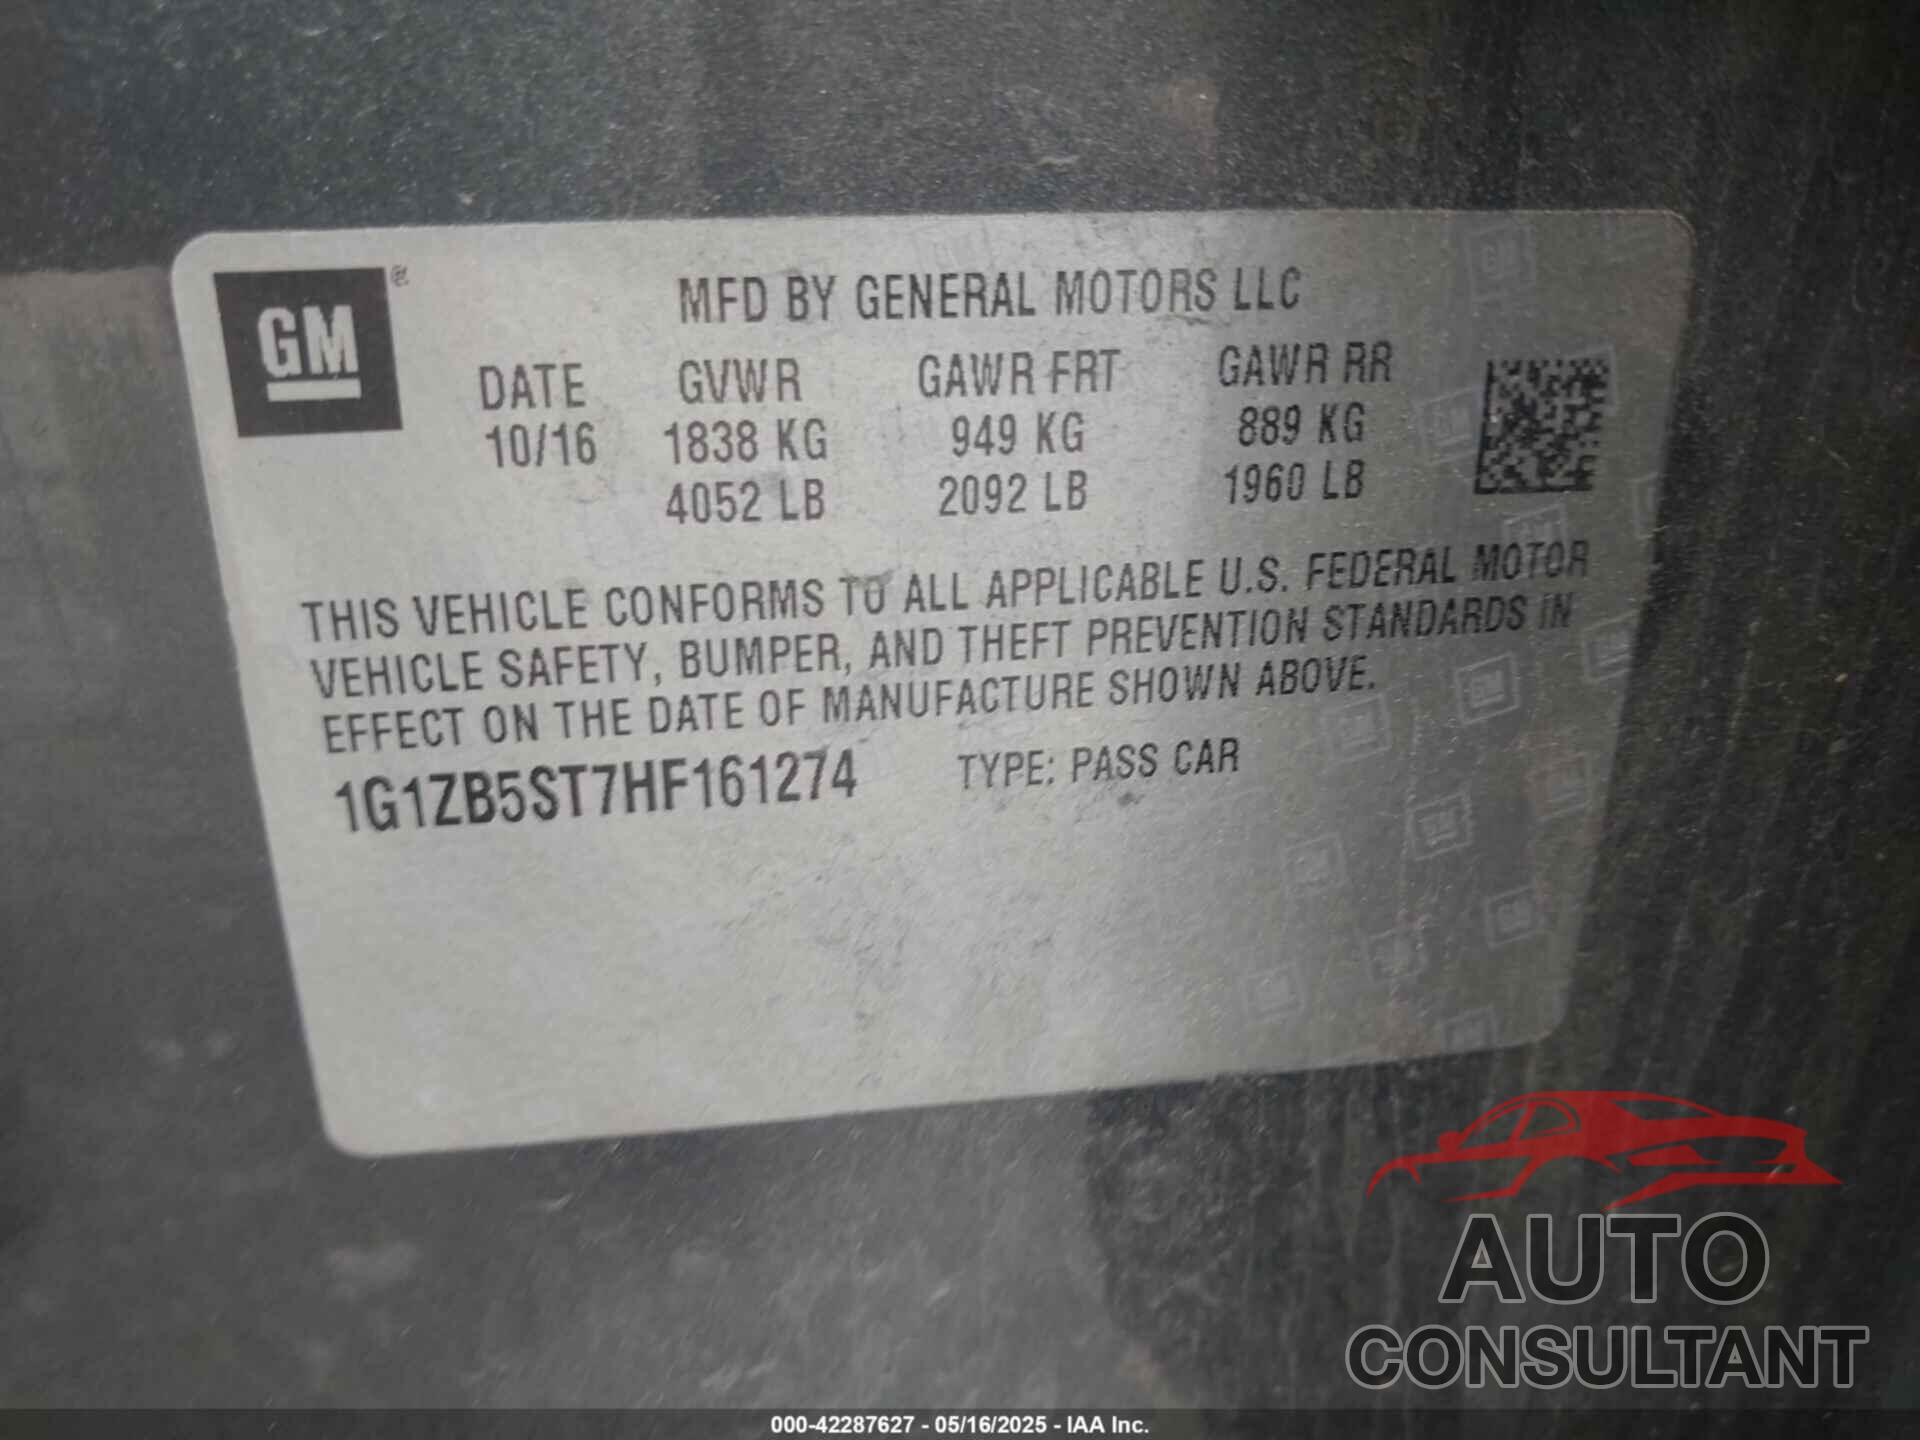 GM®
MFD BY GENERAL MOTORS LLC
DATE GVWR GAWR FRT GAWR RR
10/16 1838 KG 949 KG 889 KG
4052 LB 2092 LB 1960 LB
THIS VEHICLE CONFORMS TO ALL APPLICABLE U.S. FEDERAL MOTOR
VEHICLE SAFETY, BUMPER, AND THEFT PREVENTION STANDARDS IN
EFFECT ON THE DATE OF MANUFACTURE SHOWN ABOVE.
1G1ZB5ST7HF161274 TYPE: PASS CAR
AUTO
CONSULTANT
000-42287627 - 05/16/2025 - IAA Inc.